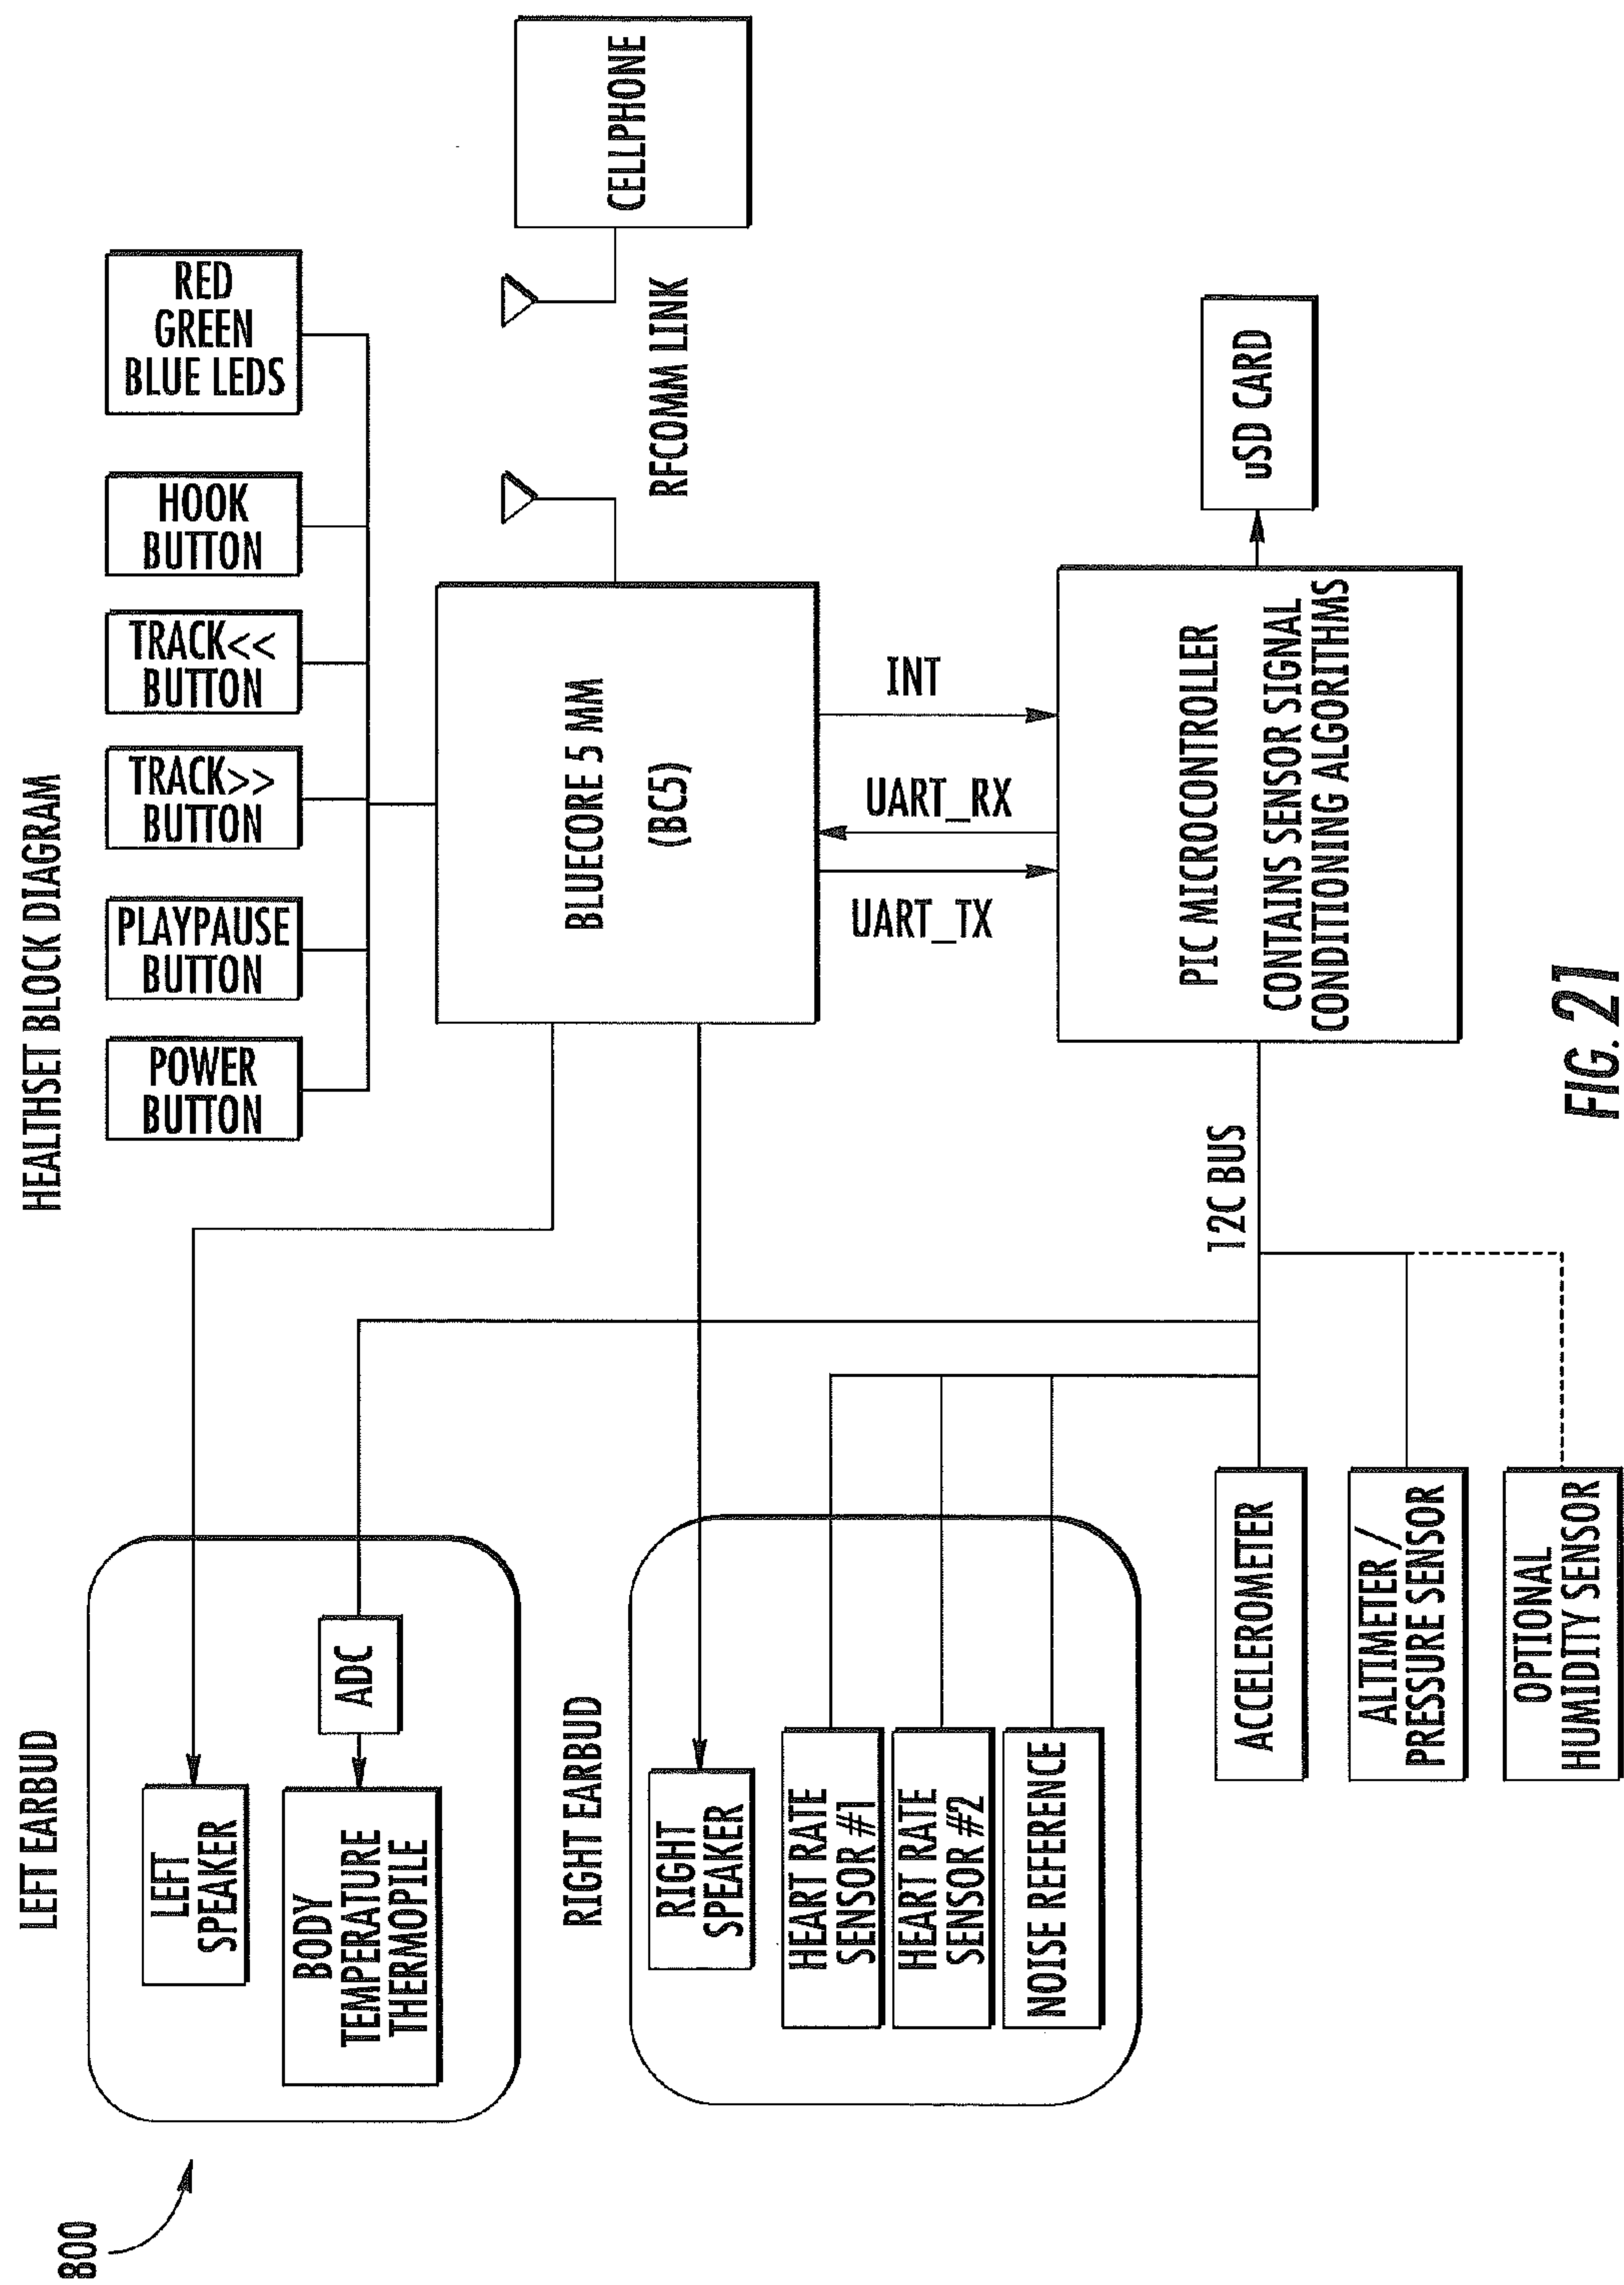 HEALTHSET BLOCK DIAGRAM
800
LEFT EARBUD
LEFT
SPEAKER
BODY
TEMPERATURE
THERMOPILE
ADC
POWER
BUTTON
PLAYPAUSE
BUTTON
TRACK>>
BUTTON
TRACK<<
BUTTON
HOOK
BUTTON
RED
GREEN
BLUE LEDS
BLUECORE 5 MM
(BC5)
CELLPHONE
RFCOMM LINK
RIGHT EARBUD
RIGHT
SPEAKER
HEART RATE
SENSOR #1
HEART RATE
SENSOR #2
NOISE REFERENCE
UART_TX
UART_RX
INT
PIC MICROCONTROLLER
CONTAINS SENSOR SIGNAL
CONDITIONING ALGORITHMS
uSD CARD
12C BUS
ACCELEROMETER
ALTIMETER /
PRESSURE SENSOR
OPTIONAL
HUMIDITY SENSOR
FIG. 21